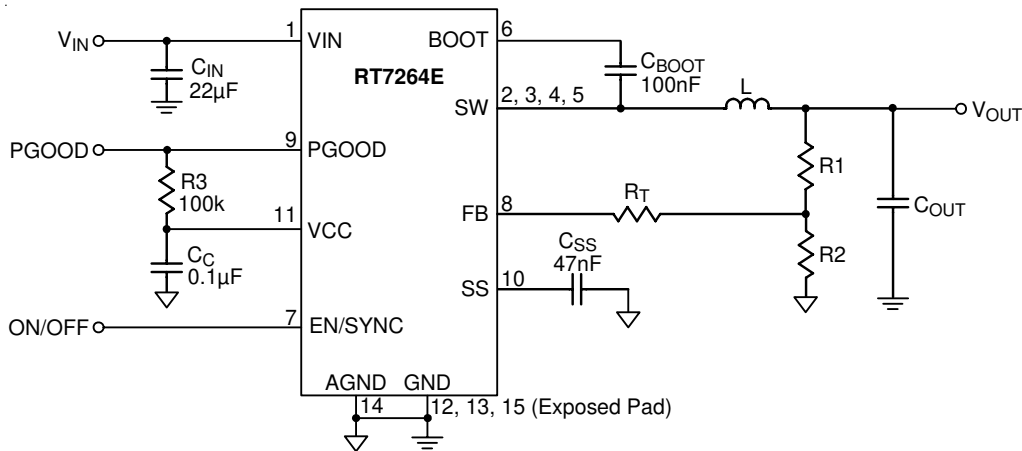 VIN
1
VIN
BOOT
6
CBOOT
100nF
CIN
22μF
RT7264E
SW
2, 3, 4, 5
L
VOUT
PGOOD
9
PGOOD
R3
100k
R1
RT
FB
8
COUT
11
VCC
R2
CC
0.1μF
CSS
47nF
SS
10
ON/OFF
7
EN/SYNC
AGND
GND
14
12, 13, 15 (Exposed Pad)